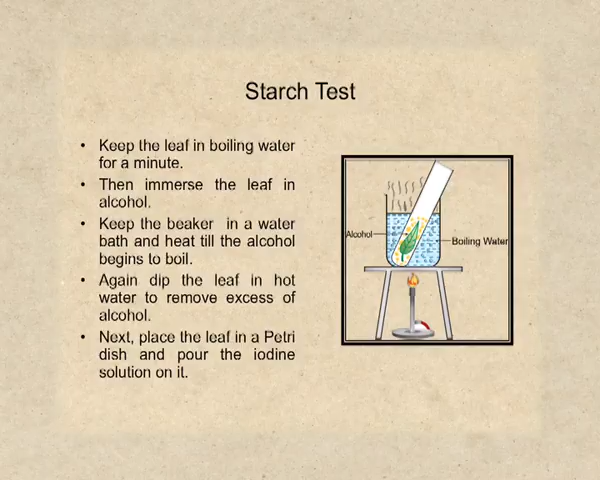 Starch Test
• Keep the leaf in boiling water
for a minute.
• Then immerse the leaf in
alcohol.
• Keep the beaker in a water
bath and heat till the alcohol
begins to boil.
• Again dip the leaf in hot
water to remove excess of
alcohol.
• Next, place the leaf in a Petri
dish and pour the iodine
solution on it.
Alcohol
Boiling Water